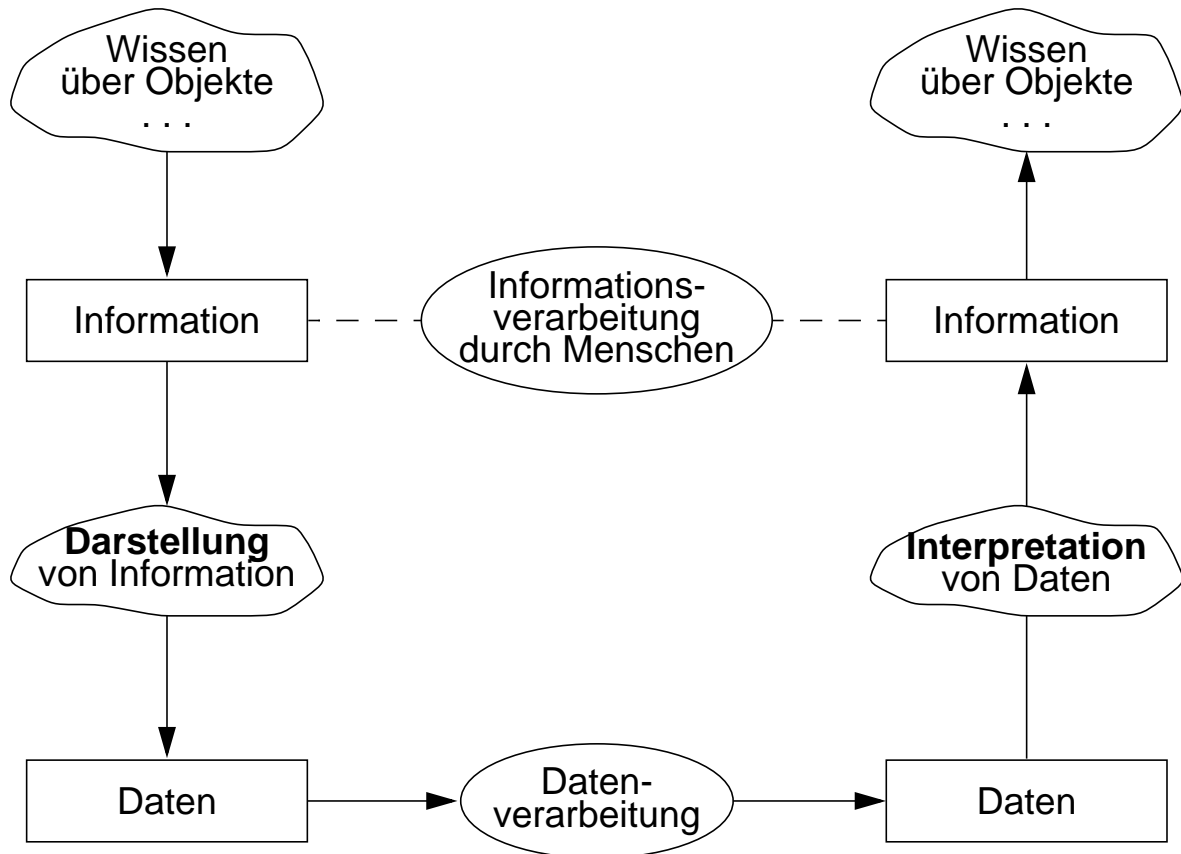 Wissen
über Objekte
. . .
Wissen
über Objekte
. . .
Information
Informations-
verarbeitung
durch Menschen
Information
Darstellung
von Information
Interpretation
von Daten
Daten
Daten-
verarbeitung
Daten